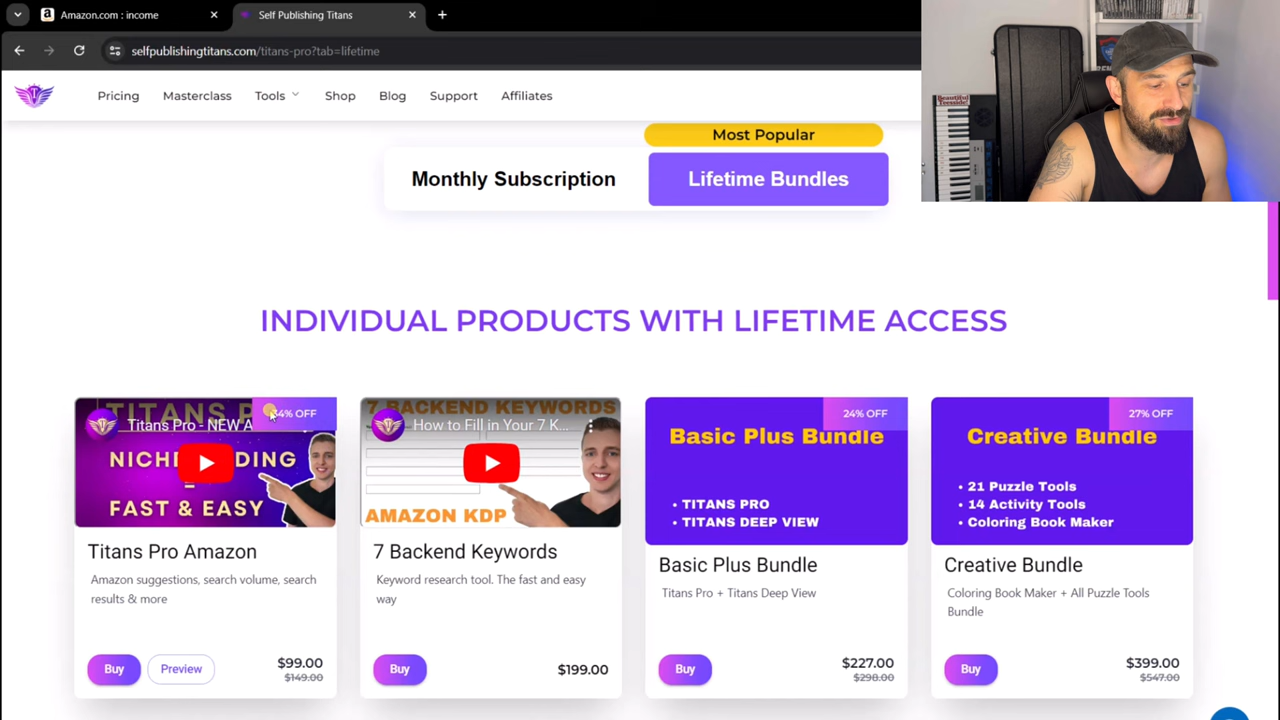 Amazon.com : income
Self Publishing Titans
selfpublishingtitans.com/titans-pro?tab=lifetime
Pricing
Masterclass
Tools
Shop
Blog
Support
Affiliates
Most Popular
Monthly Subscription
Lifetime Bundles
INDIVIDUAL PRODUCTS WITH LIFETIME ACCESS
TITANS
4% OFF
Titans Pro - NEW A
FAST & EASY
Titans Pro Amazon
Amazon suggestions, search volume, search
results & more
Buy
Preview
$99.00
$149.00
7 BACKEND KEYWORDS
How to Fill in Your 7 K...
AMAZON KDP
7 Backend Keywords
Keyword research tool. The fast and easy
way
Buy
$199.00
24% OFF
Basic Plus Bundle
• TITANS PRO
• TITANS DEEP VIEW
Basic Plus Bundle
Titans Pro + Titans Deep View
Buy
$227.00
$298.00
27% OFF
Creative Bundle
• 21 Puzzle Tools
• 14 Activity Tools
• Coloring Book Maker
Creative Bundle
Coloring Book Maker + All Puzzle Tools
Bundle
Buy
$399.00
$547.00
Beautiful
Teesside!